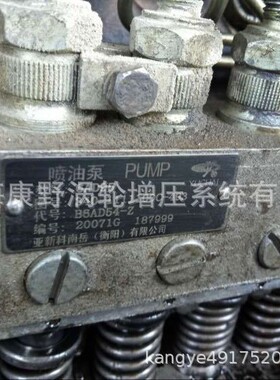 喷油泵 PUMP
康野涡轮增压系统有
代号: B5AD54-Z
编号: 20071G 187999
亚新科南岳(衡阳)有限公司
kangye4917520